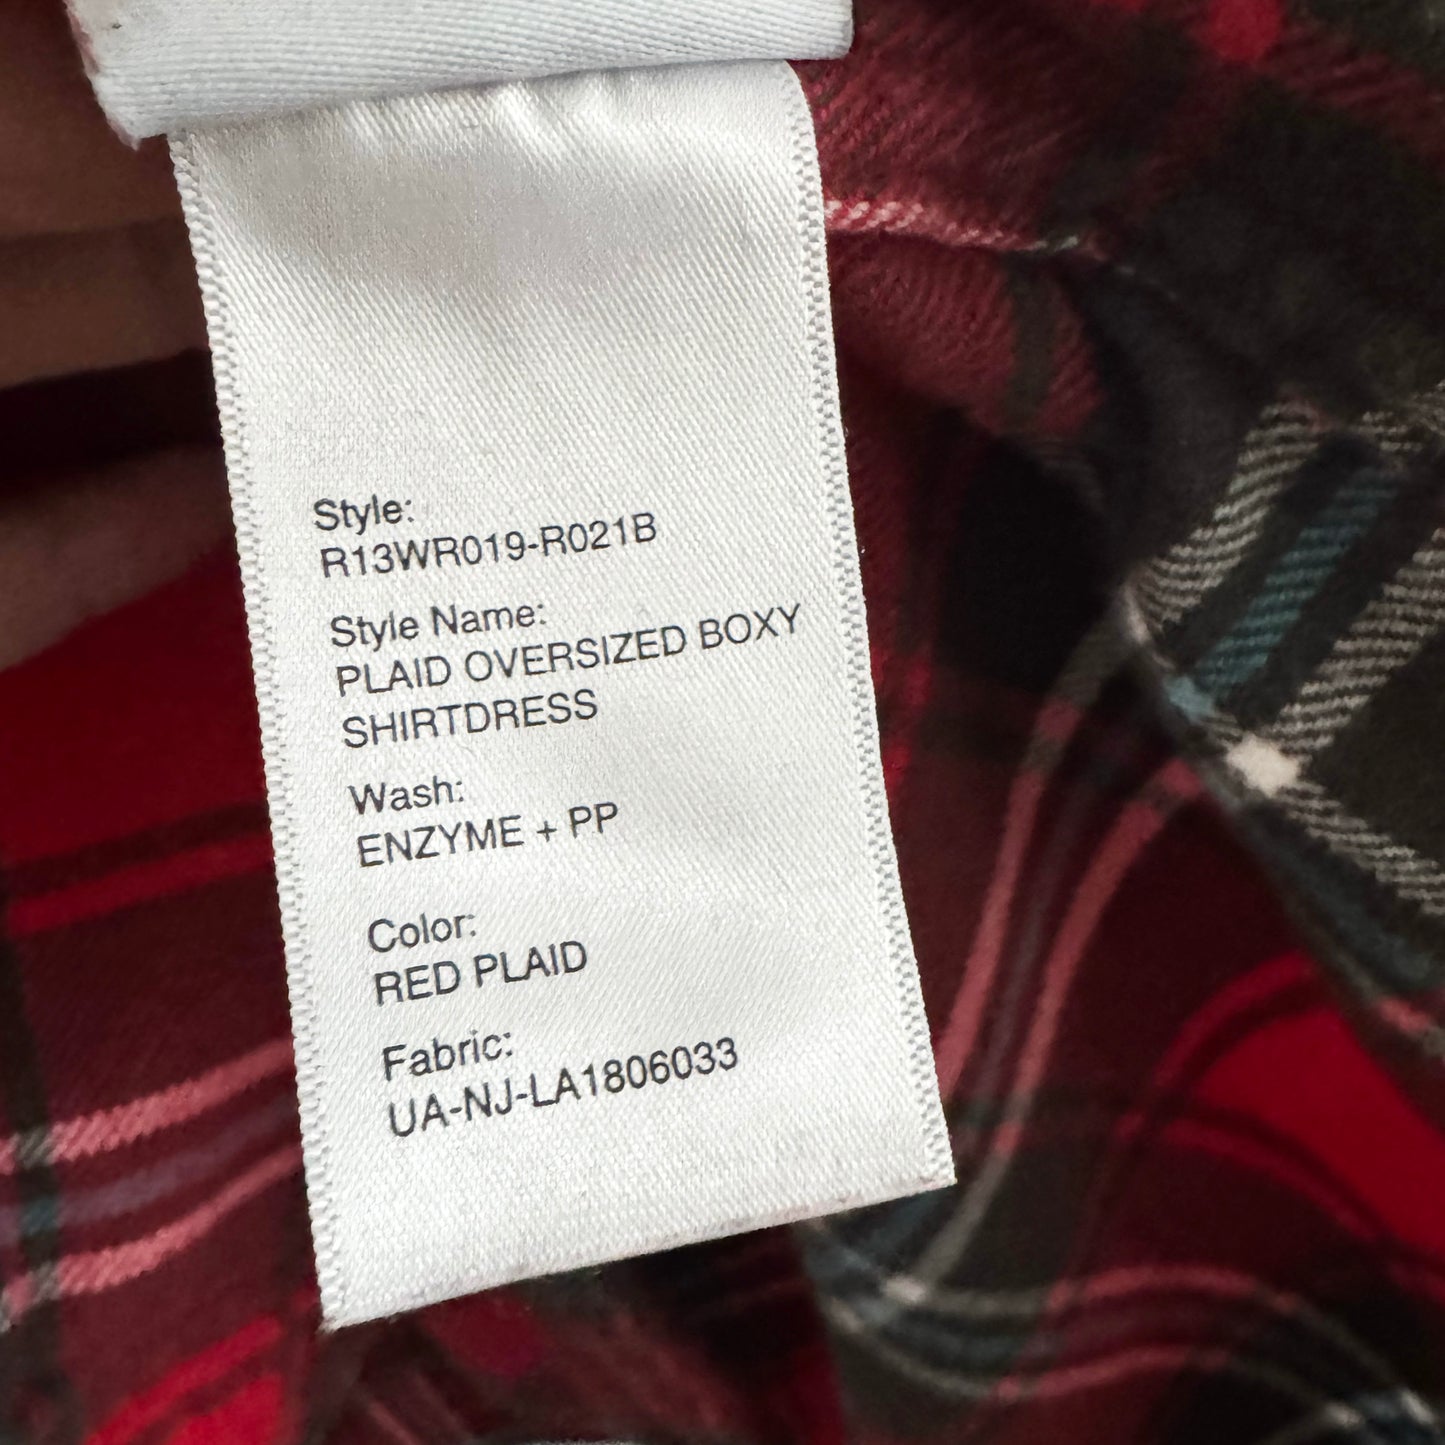 Style:
R13WR019-R021B
Style Name:
PLAID OVERSIZED BOXY
SHIRTDRESS
Wash:
ENZYME + PP
Color:
RED PLAID
Fabric:
UA-NJ-LA1806033